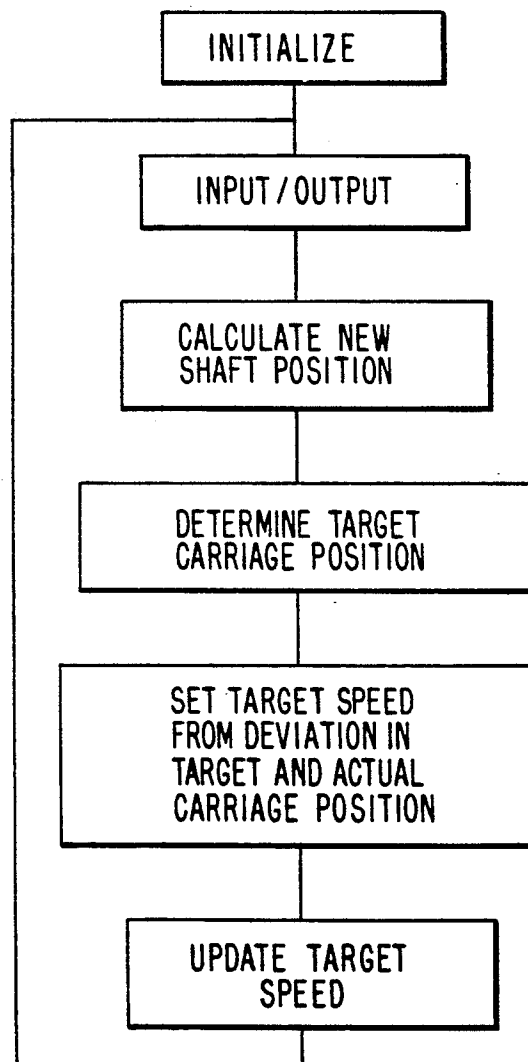 INITIALIZE
INPUT/OUTPUT
CALCULATE NEW
SHAFT POSITION
DETERMINE TARGET
CARRIAGE POSITION
SET TARGET SPEED
FROM DEVIATION IN
TARGET AND ACTUAL
CARRIAGE POSITION
UPDATE TARGET
SPEED